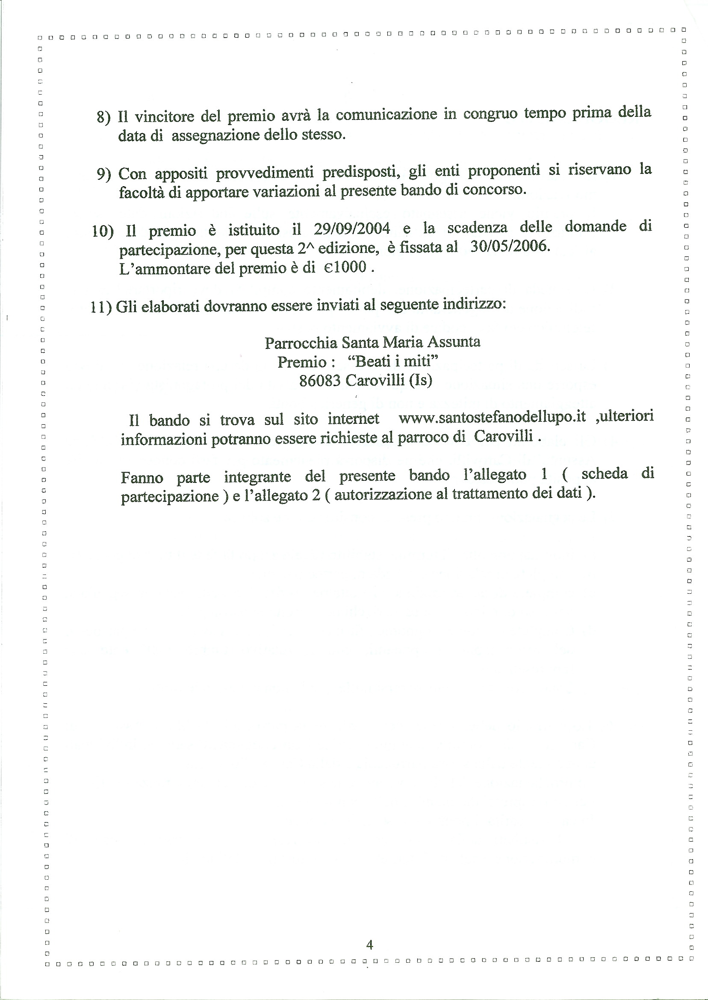 8) Il vincitore del premio avrà la comunicazione in congruo tempo prima della
data di assegnazione dello stesso.
9) Con appositi provvedimenti predisposti, gli enti proponenti si riservano la
facoltà di apportare variazioni al presente bando di concorso.
10) Il premio è istituito il 29/09/2004 e la scadenza delle domande di
partecipazione, per questa 2^ edizione, è fissata al 30/05/2006.
L'ammontare del premio è di €1000 .
11) Gli elaborati dovranno essere inviati al seguente indirizzo:
Parrocchia Santa Maria Assunta
Premio : “Beati i miti”
86083 Carovilli (Is)
Il bando si trova sul sito internet www.santostefanodellupo.it ,ulteriori
informazioni potranno essere richieste al parroco di Carovilli .
Fanno parte integrante del presente bando l'allegato 1 ( scheda di
partecipazione ) e l'allegato 2 ( autorizzazione al trattamento dei dati ).
4